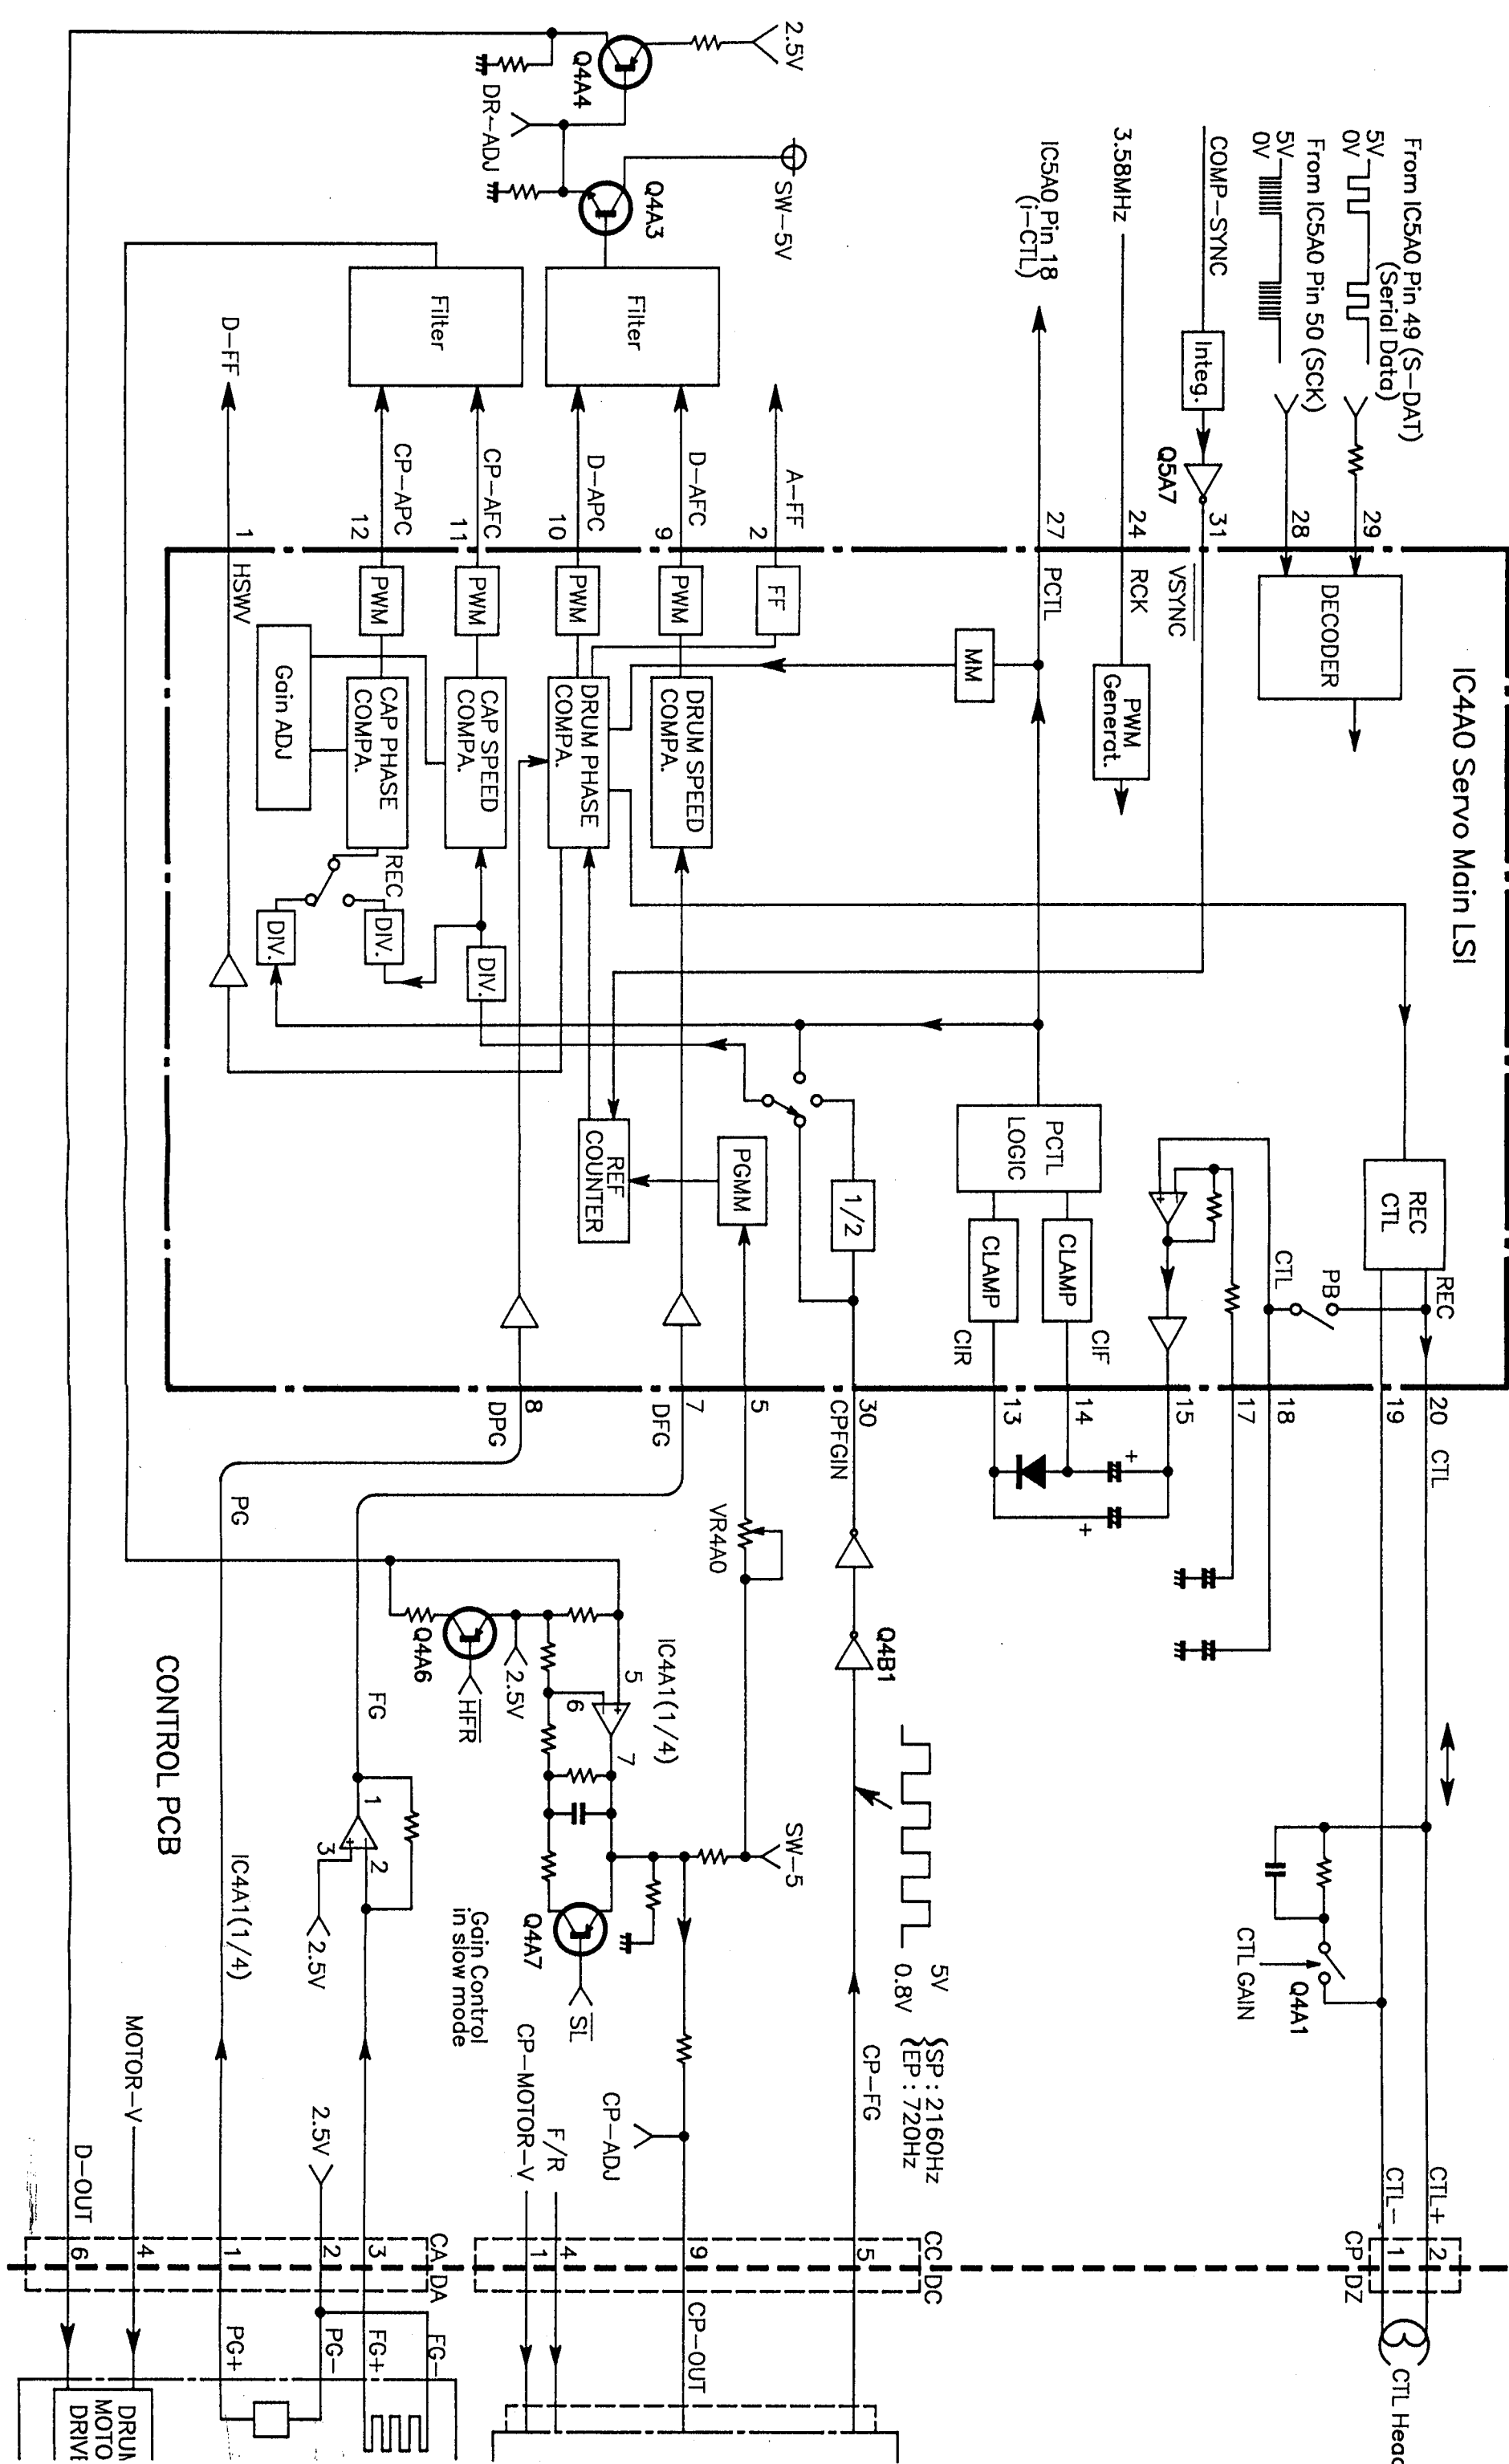 IC4A0 Servo Main LSI
From IC5A0 Pin 49 (S-DAT)
(Serial Data)
5V
0V
From IC5A0 Pin 50 (SCK)
5V
0V
COMP-SYNC
Integ.
Q5A7
3.58MHz
IC5A0 Pin 18
(i-CTL)
29
28
31
24
27
DECODER
VSYNC
RCK
PWM
Generat.
PCTL
MM
REC
CTL
REC
PB
CTL
PCTL
LOGIC
CLAMP
CLAMP
CIF
CIR
20
19
18
17
15
14
13
30
5
7
8
CTL
+
+
CTL GAIN
Q4A1
CTL+
CTL-
2
1
CP
DZ
CTL Head
2.5V
Q4A4
DR-ADJ
Q4A3
SW-5V
Filter
Filter
A-FF
D-AFC
D-APC
CP-AFC
CP-APC
D-FF
2
9
10
11
12
1
FF
PWM
PWM
PWM
PWM
HSWV
DRUM SPEED
COMPA.
DRUM PHASE
COMPA.
CAP SPEED
COMPA.
CAP PHASE
COMPA.
Gain ADJ
REC
DIV.
DIV.
DIV.
1/2
PGMM
REF
COUNTER
CPFGIN
DFG
DPG
Q4B1
5V
0.8V
SP : 2160Hz
EP : 720Hz
CP-FG
VR4A0
SW-5
IC4A1(1/4)
5
6
7
2.5V
HFR
Q4A6
Q4A7
SL
Gain Control
in slow mode
CP-ADJ
F/R
CP-MOTOR-V
CC
DC
5
9
4
1
CP-OUT
PG
FG
1
2
3
2.5V
IC4A1(1/4)
CONTROL PCB
2.5V
MOTOR-V
D-OUT
CA
DA
3
2
1
4
6
FG-
FG+
PG-
PG+
DRUM
MOTO
DRIVE